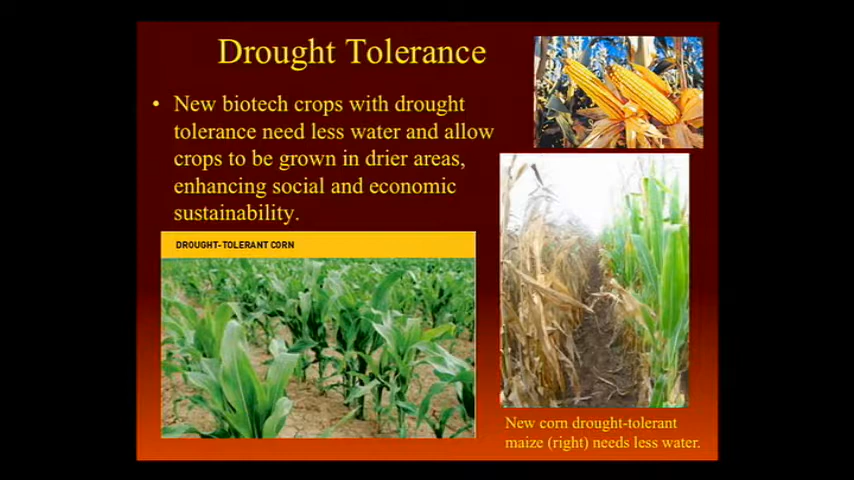 Drought Tolerance
• New biotech crops with drought
tolerance need less water and allow
crops to be grown in drier areas,
enhancing social and economic
sustainability.
DROUGHT-TOLERANT CORN
New corn drought-tolerant
maize (right) needs less water.